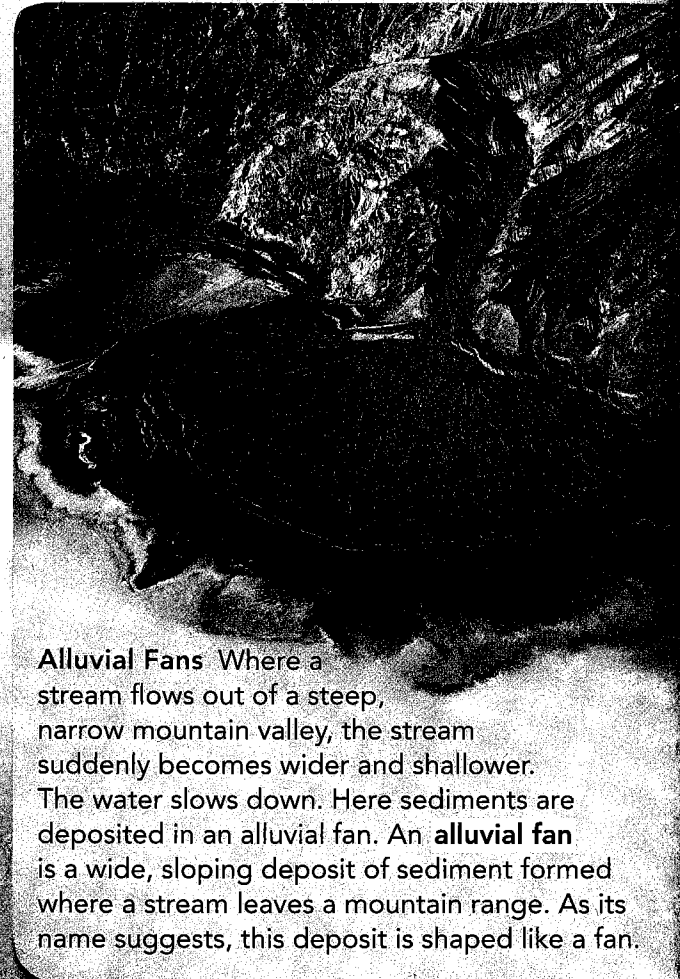 Alluvial Fans Where a
stream flows out of a steep,
narrow mountain valley, the stream
suddenly becomes wider and shallower.
The water slows down. Here sediments are
deposited in an alluvial fan. An alluvial fan
is a wide, sloping deposit of sediment formed
where a stream leaves a mountain range. As its
name suggests, this deposit is shaped like a fan.